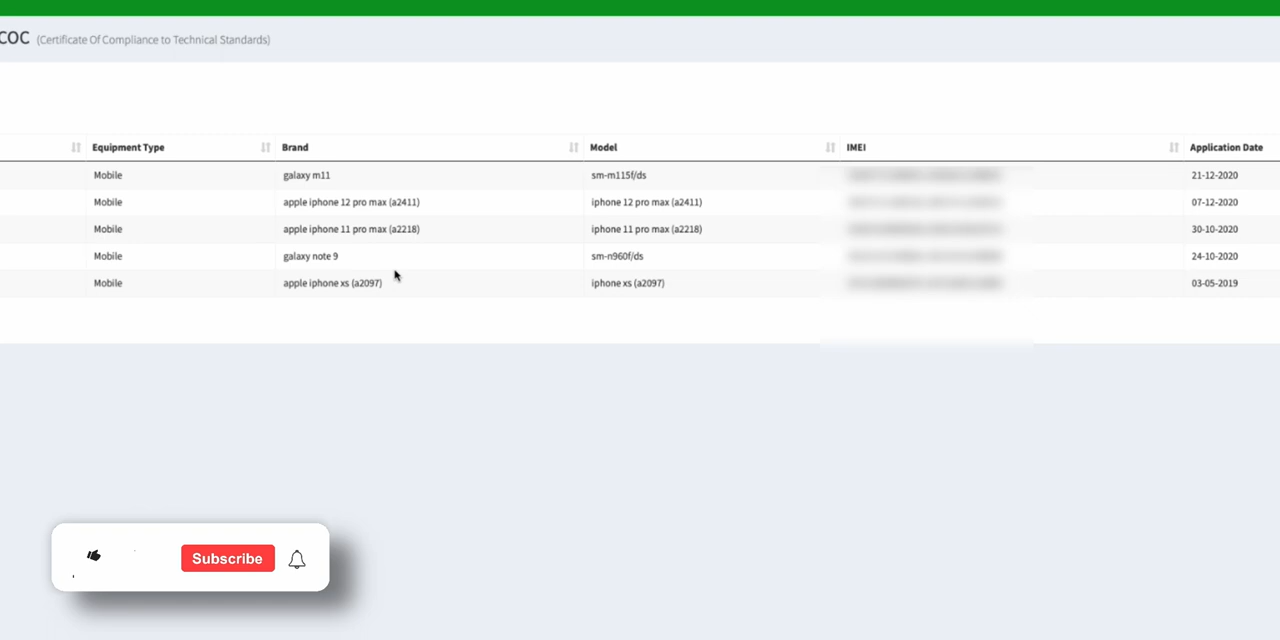 COC (Certificate Of Compliance to Technical Standards)
Equipment Type Brand Model IMEI Application Date
Mobile galaxy m11 sm-m115f/ds 21-12-2020
Mobile apple iphone 12 pro max (a2411) iphone 12 pro max (a2411) 07-12-2020
Mobile apple iphone 11 pro max (a2218) iphone 11 pro max (a2218) 30-10-2020
Mobile galaxy note 9 sm-n960f/ds 24-10-2020
Mobile apple iphone xs (a2097) iphone xs (a2097) 03-05-2019
Subscribe